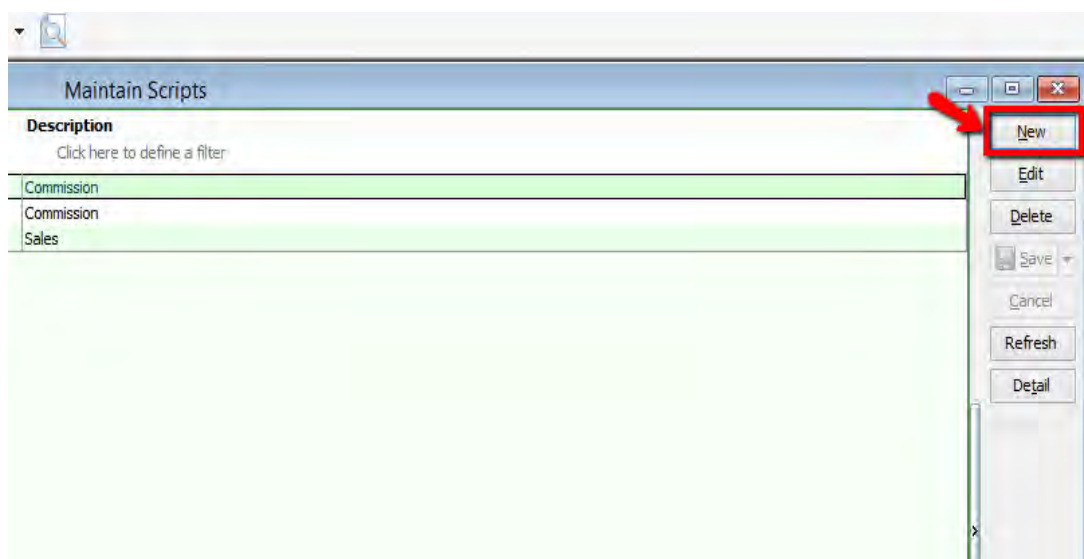 Maintain Scripts
Description
Click here to define a filter
Commission
Commission
Sales
New
Edit
Delete
Save
Cancel
Refresh
Detail